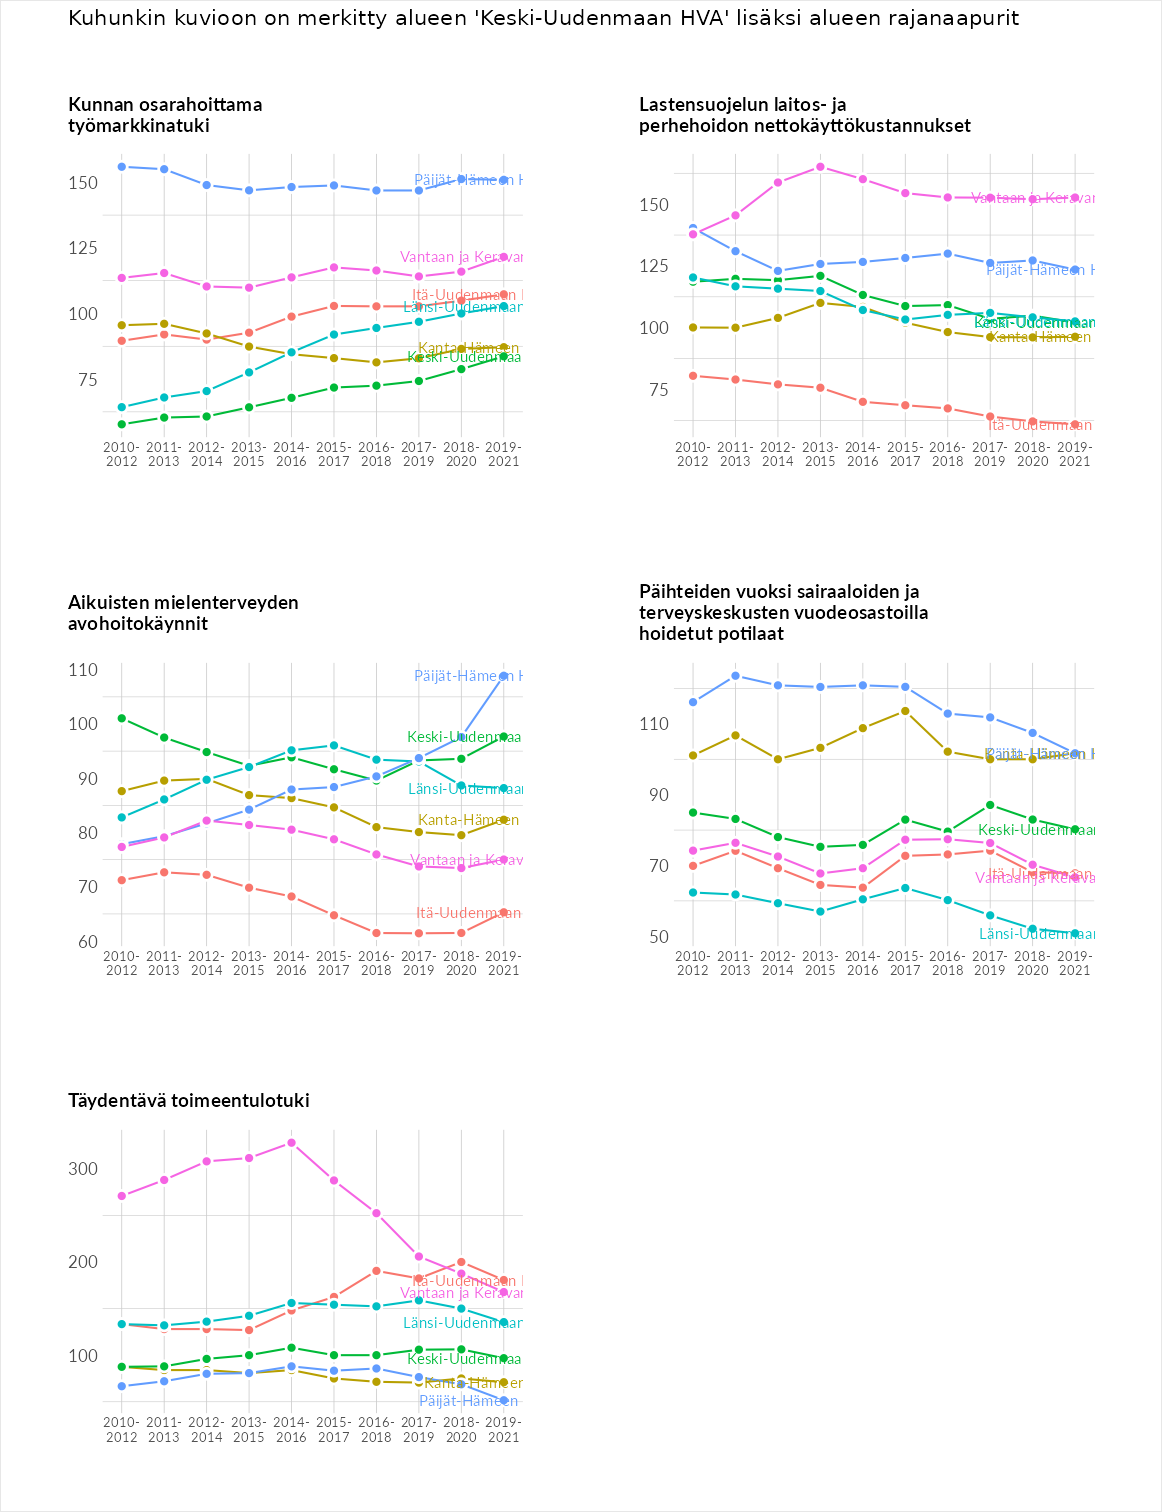 Kuhunkin kuvioon on merkitty alueen 'Keski-Uudenmaan HVA' lisäksi alueen rajanaapurit
Kunnan osarahoittama
työmarkkinatuki
150
125
100
75
Päijät-Hämeen H
Vantaan ja Keravan
Itä-Uudenmaan
Länsi-Uudenmaan
Kanta-Hämeen
Keski-Uudenmaa
2010- 2011- 2012- 2013- 2014- 2015- 2016- 2017- 2018- 2019-
2012 2013 2014 2015 2016 2017 2018 2019 2020 2021
Lastensuojelun laitos- ja
perhehoidon nettokäyttökustannukset
150
125
100
75
Vantaan ja Keravan
Päijät-Hämeen H
Keski-Uudenmaan
Kanta-Hämeen
Itä-Uudenmaan
2010- 2011- 2012- 2013- 2014- 2015- 2016- 2017- 2018- 2019-
2012 2013 2014 2015 2016 2017 2018 2019 2020 2021
Aikuisten mielenterveyden
avohoitokäynnit
110
100
90
80
70
60
Päijät-Hämeen H
Keski-Uudenmaa
Länsi-Uudenmaan
Kanta-Hämeen
Vantaan ja Kerav
Itä-Uudenmaan
2010- 2011- 2012- 2013- 2014- 2015- 2016- 2017- 2018- 2019-
2012 2013 2014 2015 2016 2017 2018 2019 2020 2021
Päihteiden vuoksi sairaaloiden ja
terveyskeskusten vuodeosastoilla
hoidetut potilaat
110
90
70
50
Päijät-Hämeen H
Keski-Uudenmaa
Itä-Uudenmaan
Vantaan ja Kerava
Länsi-Uudenmaan
2010- 2011- 2012- 2013- 2014- 2015- 2016- 2017- 2018- 2019-
2012 2013 2014 2015 2016 2017 2018 2019 2020 2021
Täydentävä toimeentulotuki
300
200
100
Itä-Uudenmaan
Vantaan ja Keravan
Länsi-Uudenmaan
Keski-Uudenmaa
Kanta-Hämeen
Päijät-Hämeen
2010- 2011- 2012- 2013- 2014- 2015- 2016- 2017- 2018- 2019-
2012 2013 2014 2015 2016 2017 2018 2019 2020 2021